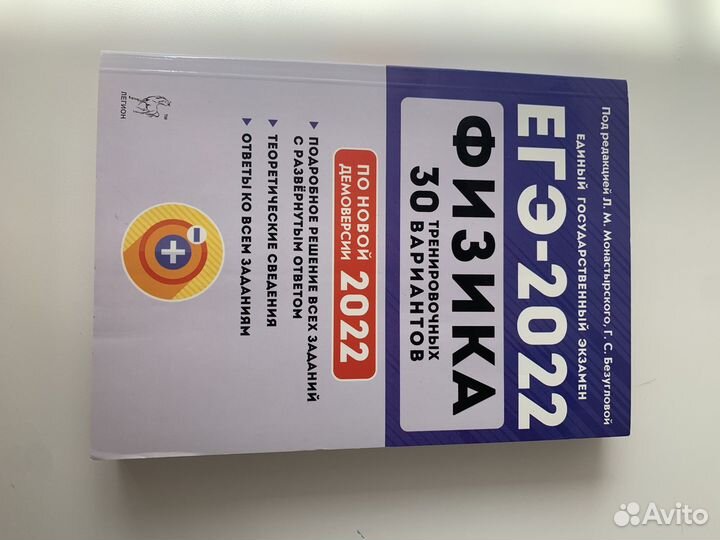 Под редакцией Л. М. Монастырского, Г. С. Безугловой
ЕДИНЫЙ ГОСУДАРСТВЕННЫЙ ЭКЗАМЕН
ЕГЭ-2022
ФИЗИКА
30 ТРЕНИРОВОЧНЫХ
ВАРИАНТОВ
ПО НОВОЙ
ДЕМОВЕРСИИ 2022
ПОДРОБНОЕ РЕШЕНИЕ ВСЕХ ЗАДАНИЙ
С РАЗВЁРНУТЫМ ОТВЕТОМ
ТЕОРЕТИЧЕСКИЕ СВЕДЕНИЯ
ОТВЕТЫ КО ВСЕМ ЗАДАНИЯМ
TM
ЛЕГИОН
Avito